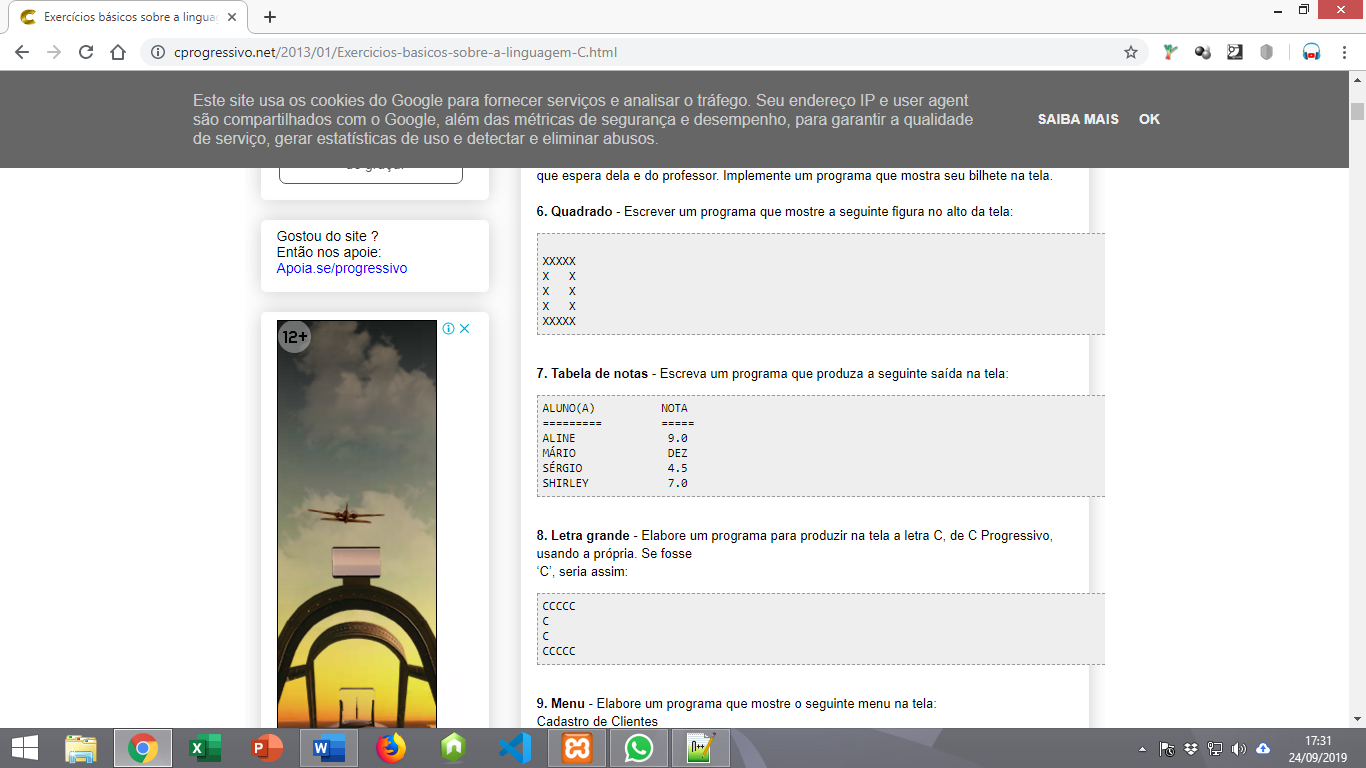 Exercícios básicos sobre a lingua
cprogressivo.net/2013/01/Exercicios-basicos-sobre-a-linguagem-C.html
Este site usa os cookies do Google para fornecer serviços e analisar o tráfego. Seu endereço IP e user agent
são compartilhados com o Google, além das métricas de segurança e desempenho, para garantir a qualidade
de serviço, gerar estatísticas de uso e detectar e eliminar abusos.
SAIBA MAIS OK
que espera dela e do professor. Implemente um programa que mostra seu bilhete na tela.
6. Quadrado - Escrever um programa que mostre a seguinte figura no alto da tela:
XXXXX
X   X
X   X
X   X
XXXXX
7. Tabela de notas - Escreva um programa que produza a seguinte saída na tela:
ALUNO(A)          NOTA
=========         =====
ALINE              9.0
MÁRIO              DEZ
SÉRGIO             4.5
SHIRLEY            7.0
8. Letra grande - Elabore um programa para produzir na tela a letra C, de C Progressivo,
usando a própria. Se fosse
‘C’, seria assim:
CCCCC
C
C
CCCCC
9. Menu - Elabore um programa que mostre o seguinte menu na tela:
Cadastro de Clientes
Gostou do site ?
Então nos apoie:
Apoia.se/progressivo
12+
17:31
24/09/2019